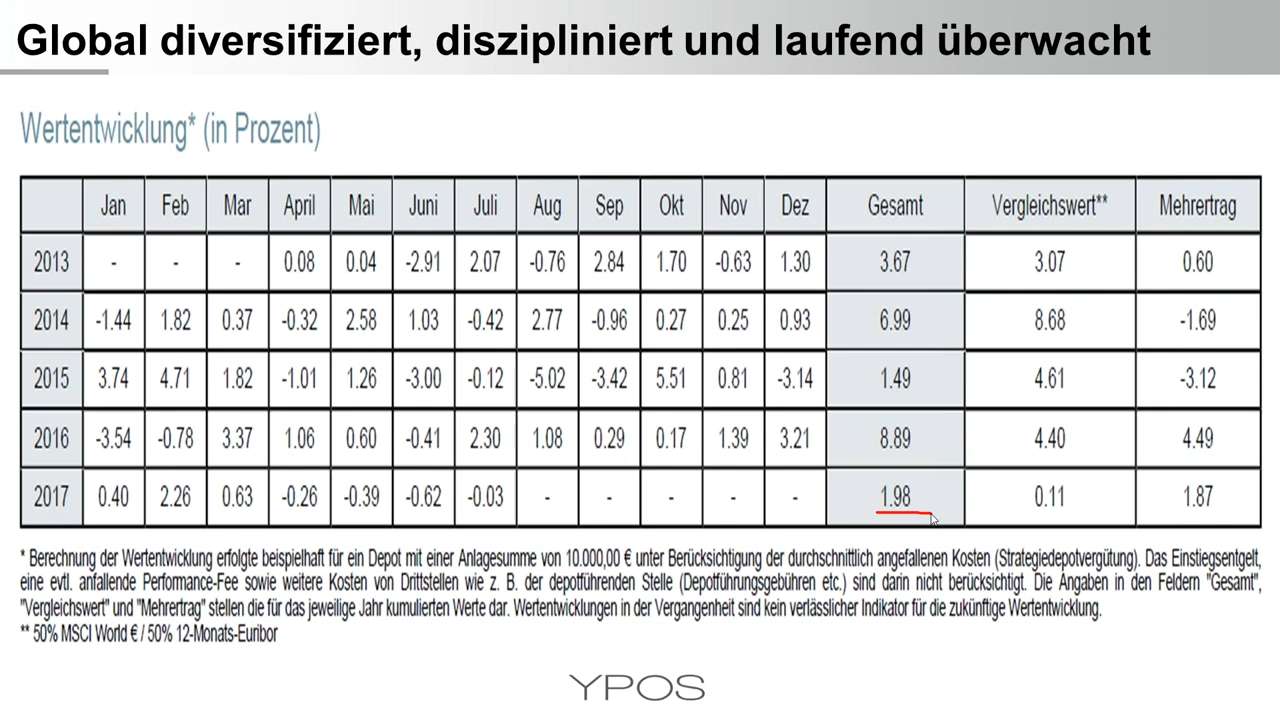 Global diversifiziert, diszipliniert und laufend überwacht
Wertentwicklung* (in Prozent)
Jan Feb Mar April Mai Juni Juli Aug Sep Okt Nov Dez Gesamt Vergleichswert** Mehrertrag
2013 - - - 0.08 0.04 -2.91 2.07 -0.76 2.84 1.70 -0.63 1.30 3.67 3.07 0.60
2014 -1.44 1.82 0.37 -0.32 2.58 1.03 -0.42 2.77 -0.96 0.27 0.25 0.93 6.99 8.68 -1.69
2015 3.74 4.71 1.82 -1.01 1.26 -3.00 -0.12 -5.02 -3.42 5.51 0.81 -3.14 1.49 4.61 -3.12
2016 -3.54 -0.78 3.37 1.06 0.60 -0.41 2.30 1.08 0.29 0.17 1.39 3.21 8.89 4.40 4.49
2017 0.40 2.26 0.63 -0.26 -0.39 -0.62 -0.03 - - - - - 1.98 0.11 1.87
* Berechnung der Wertentwicklung erfolgte beispielhaft für ein Depot mit einer Anlagesumme von 10.000,00 € unter Berücksichtigung der durchschnittlich angefallenen Kosten (Strategiedepotvergütung). Das Einstiegsentgelt,
eine evtl. anfallende Performance-Fee sowie weitere Kosten von Drittstellen wie z. B. der depotführenden Stelle (Depotführungsgebühren etc.) sind darin nicht berücksichtigt. Die Angaben in den Feldern "Gesamt",
"Vergleichswert" und "Mehrertrag" stellen die für das jeweilige Jahr kumulierten Werte dar. Wertentwicklungen in der Vergangenheit sind kein verlässlicher Indikator für die zukünftige Wertentwicklung.
** 50% MSCI World € / 50% 12-Monats-Euribor
YPOS